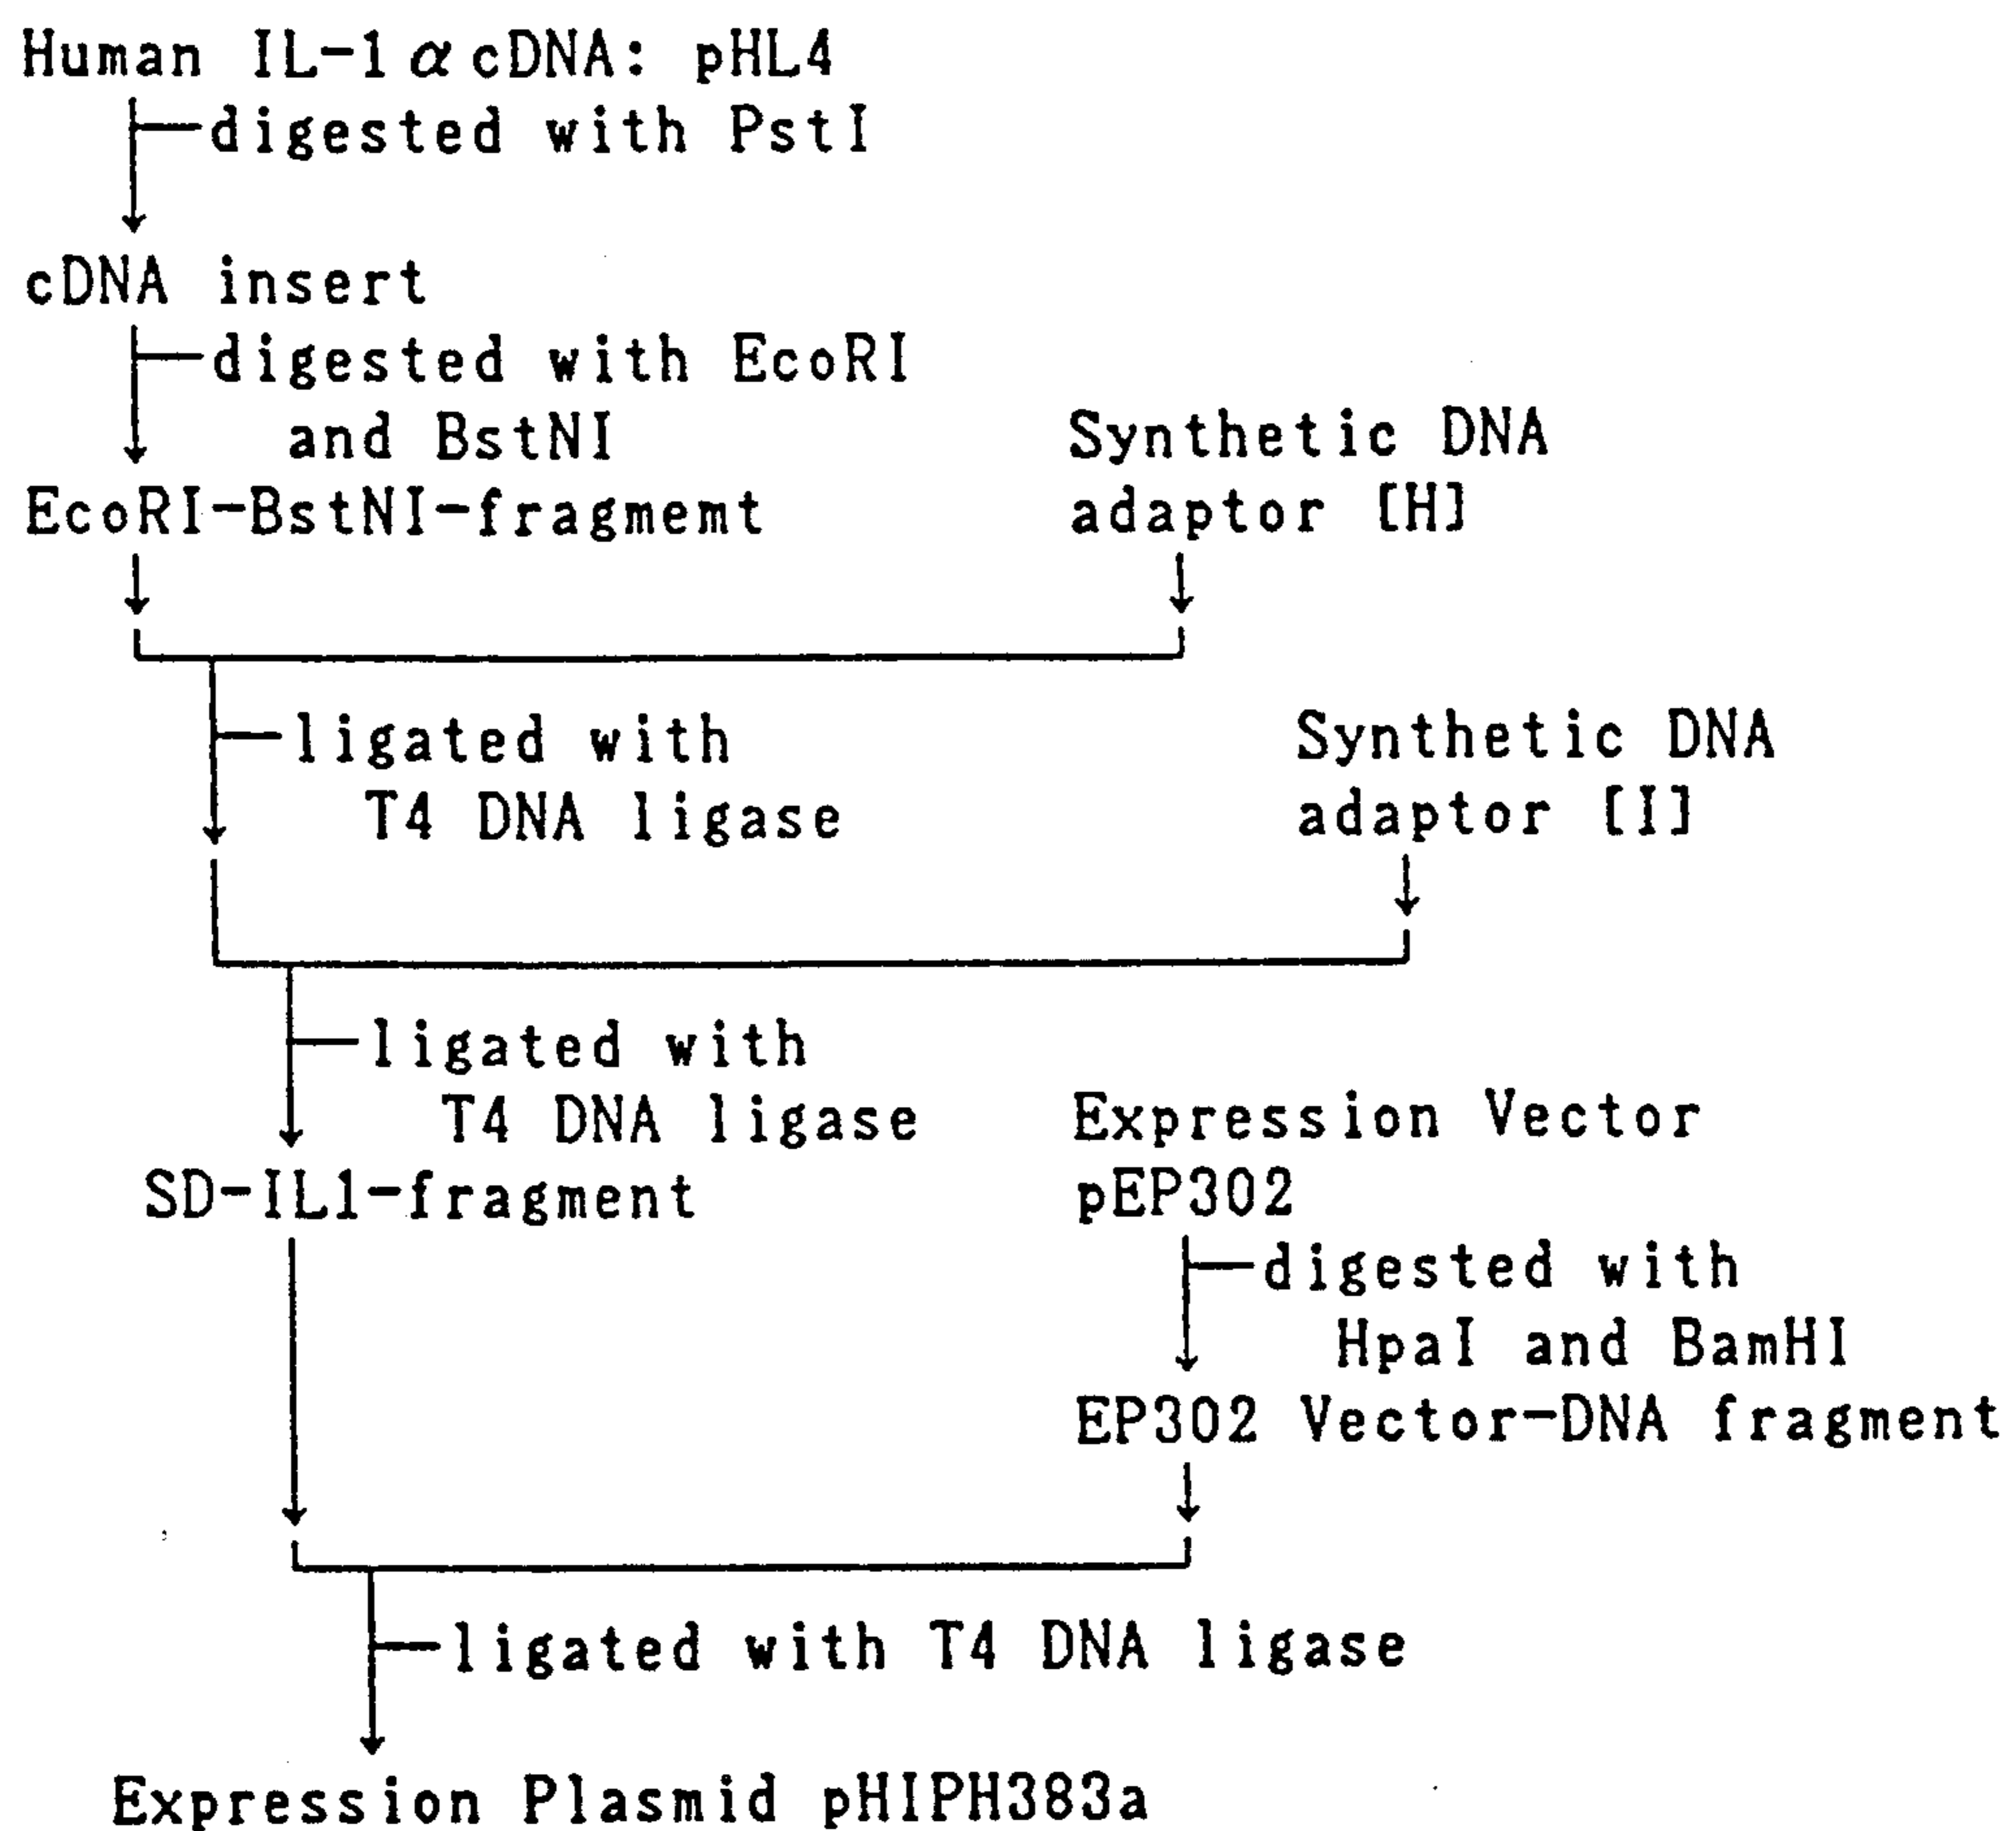 Human IL-1αcDNA: pHL4
digested with PstI
cDNA insert
digested with EcoRI
and BstNI
EcoRI-BstNI-fragmemt
Synthetic DNA
adaptor [H]
ligated with
T4 DNA ligase
Synthetic DNA
adaptor [I]
ligated with
T4 DNA ligase
SD-IL1-fragment
Expression Vector
pEP302
digested with
HpaI and BamHI
EP302 Vector-DNA fragment
ligated with T4 DNA ligase
Expression Plasmid pHIPH383a